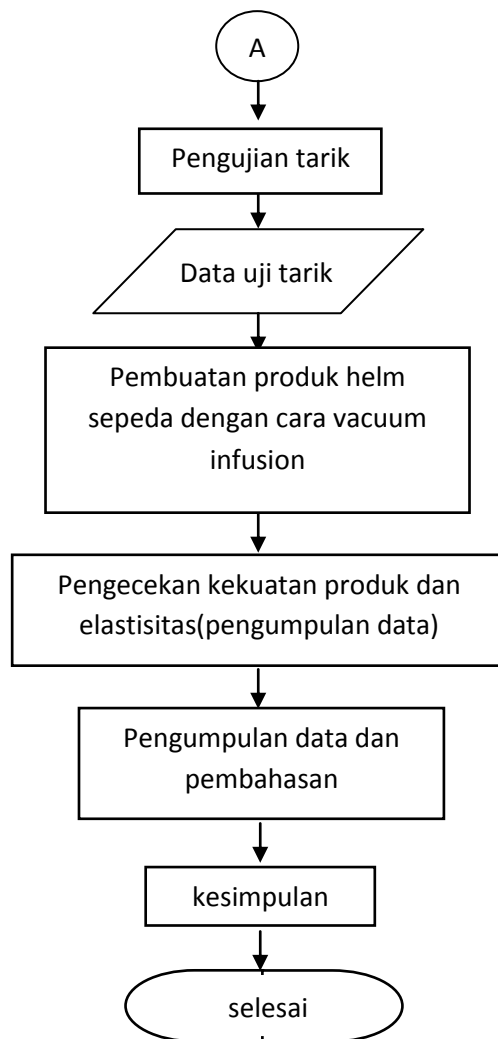 A
Pengujian tarik
Data uji tarik
Pembuatan produk helm
sepeda dengan cara vacuum
infusion
Pengecekan kekuatan produk dan
elastisitas(pengumpulan data)
Pengumpulan data dan
pembahasan
kesimpulan
selesai